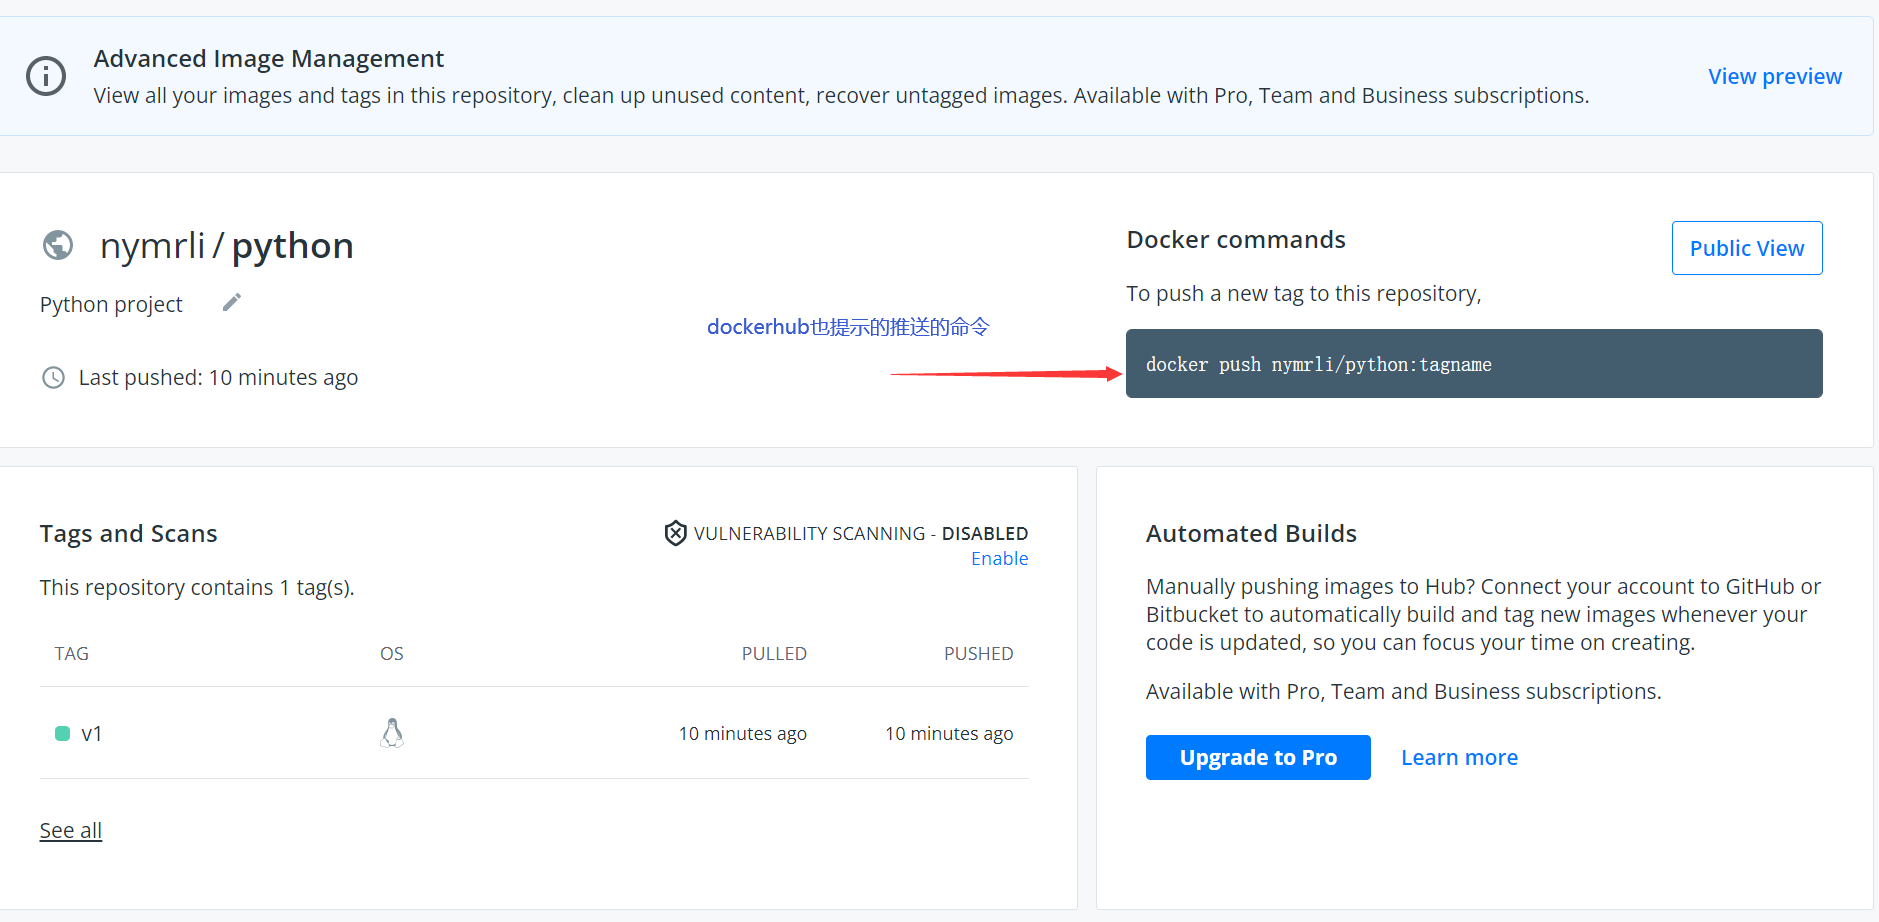 Advanced Image Management
View all your images and tags in this repository, clean up unused content, recover untagged images. Available with Pro, Team and Business subscriptions.
View preview
nymrli / python
Python project
Last pushed: 10 minutes ago
dockerhub也提示的推送的命令
Docker commands
Public View
To push a new tag to this repository,
docker push nymrli/python:tagname
Tags and Scans
VULNERABILITY SCANNING - DISABLED
Enable
This repository contains 1 tag(s).
TAG OS PULLED PUSHED
v1 10 minutes ago 10 minutes ago
See all
Automated Builds
Manually pushing images to Hub? Connect your account to GitHub or
Bitbucket to automatically build and tag new images whenever your
code is updated, so you can focus your time on creating.
Available with Pro, Team and Business subscriptions.
Upgrade to Pro Learn more